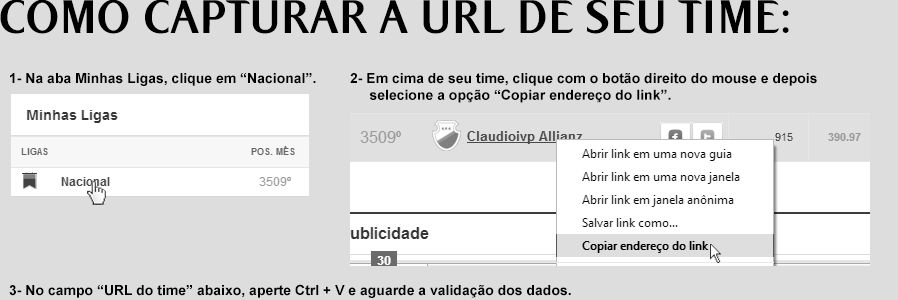 COMO CAPTURAR A URL DE SEU TIME:
1- Na aba Minhas Ligas, clique em “Nacional”.
2- Em cima de seu time, clique com o botão direito do mouse e depois
selecione a opção “Copiar endereço do link”.
Minhas Ligas
LIGAS POS. MÊS
Nacional 3509º
3509º Claudioivp Allianz 915 390.97
Abrir link em uma nova guia
Abrir link em uma nova janela
Abrir link em janela anônima
Salvar link como...
Copiar endereço do link
ublicidade
30
3- No campo “URL do time” abaixo, aperte Ctrl + V e aguarde a validação dos dados.